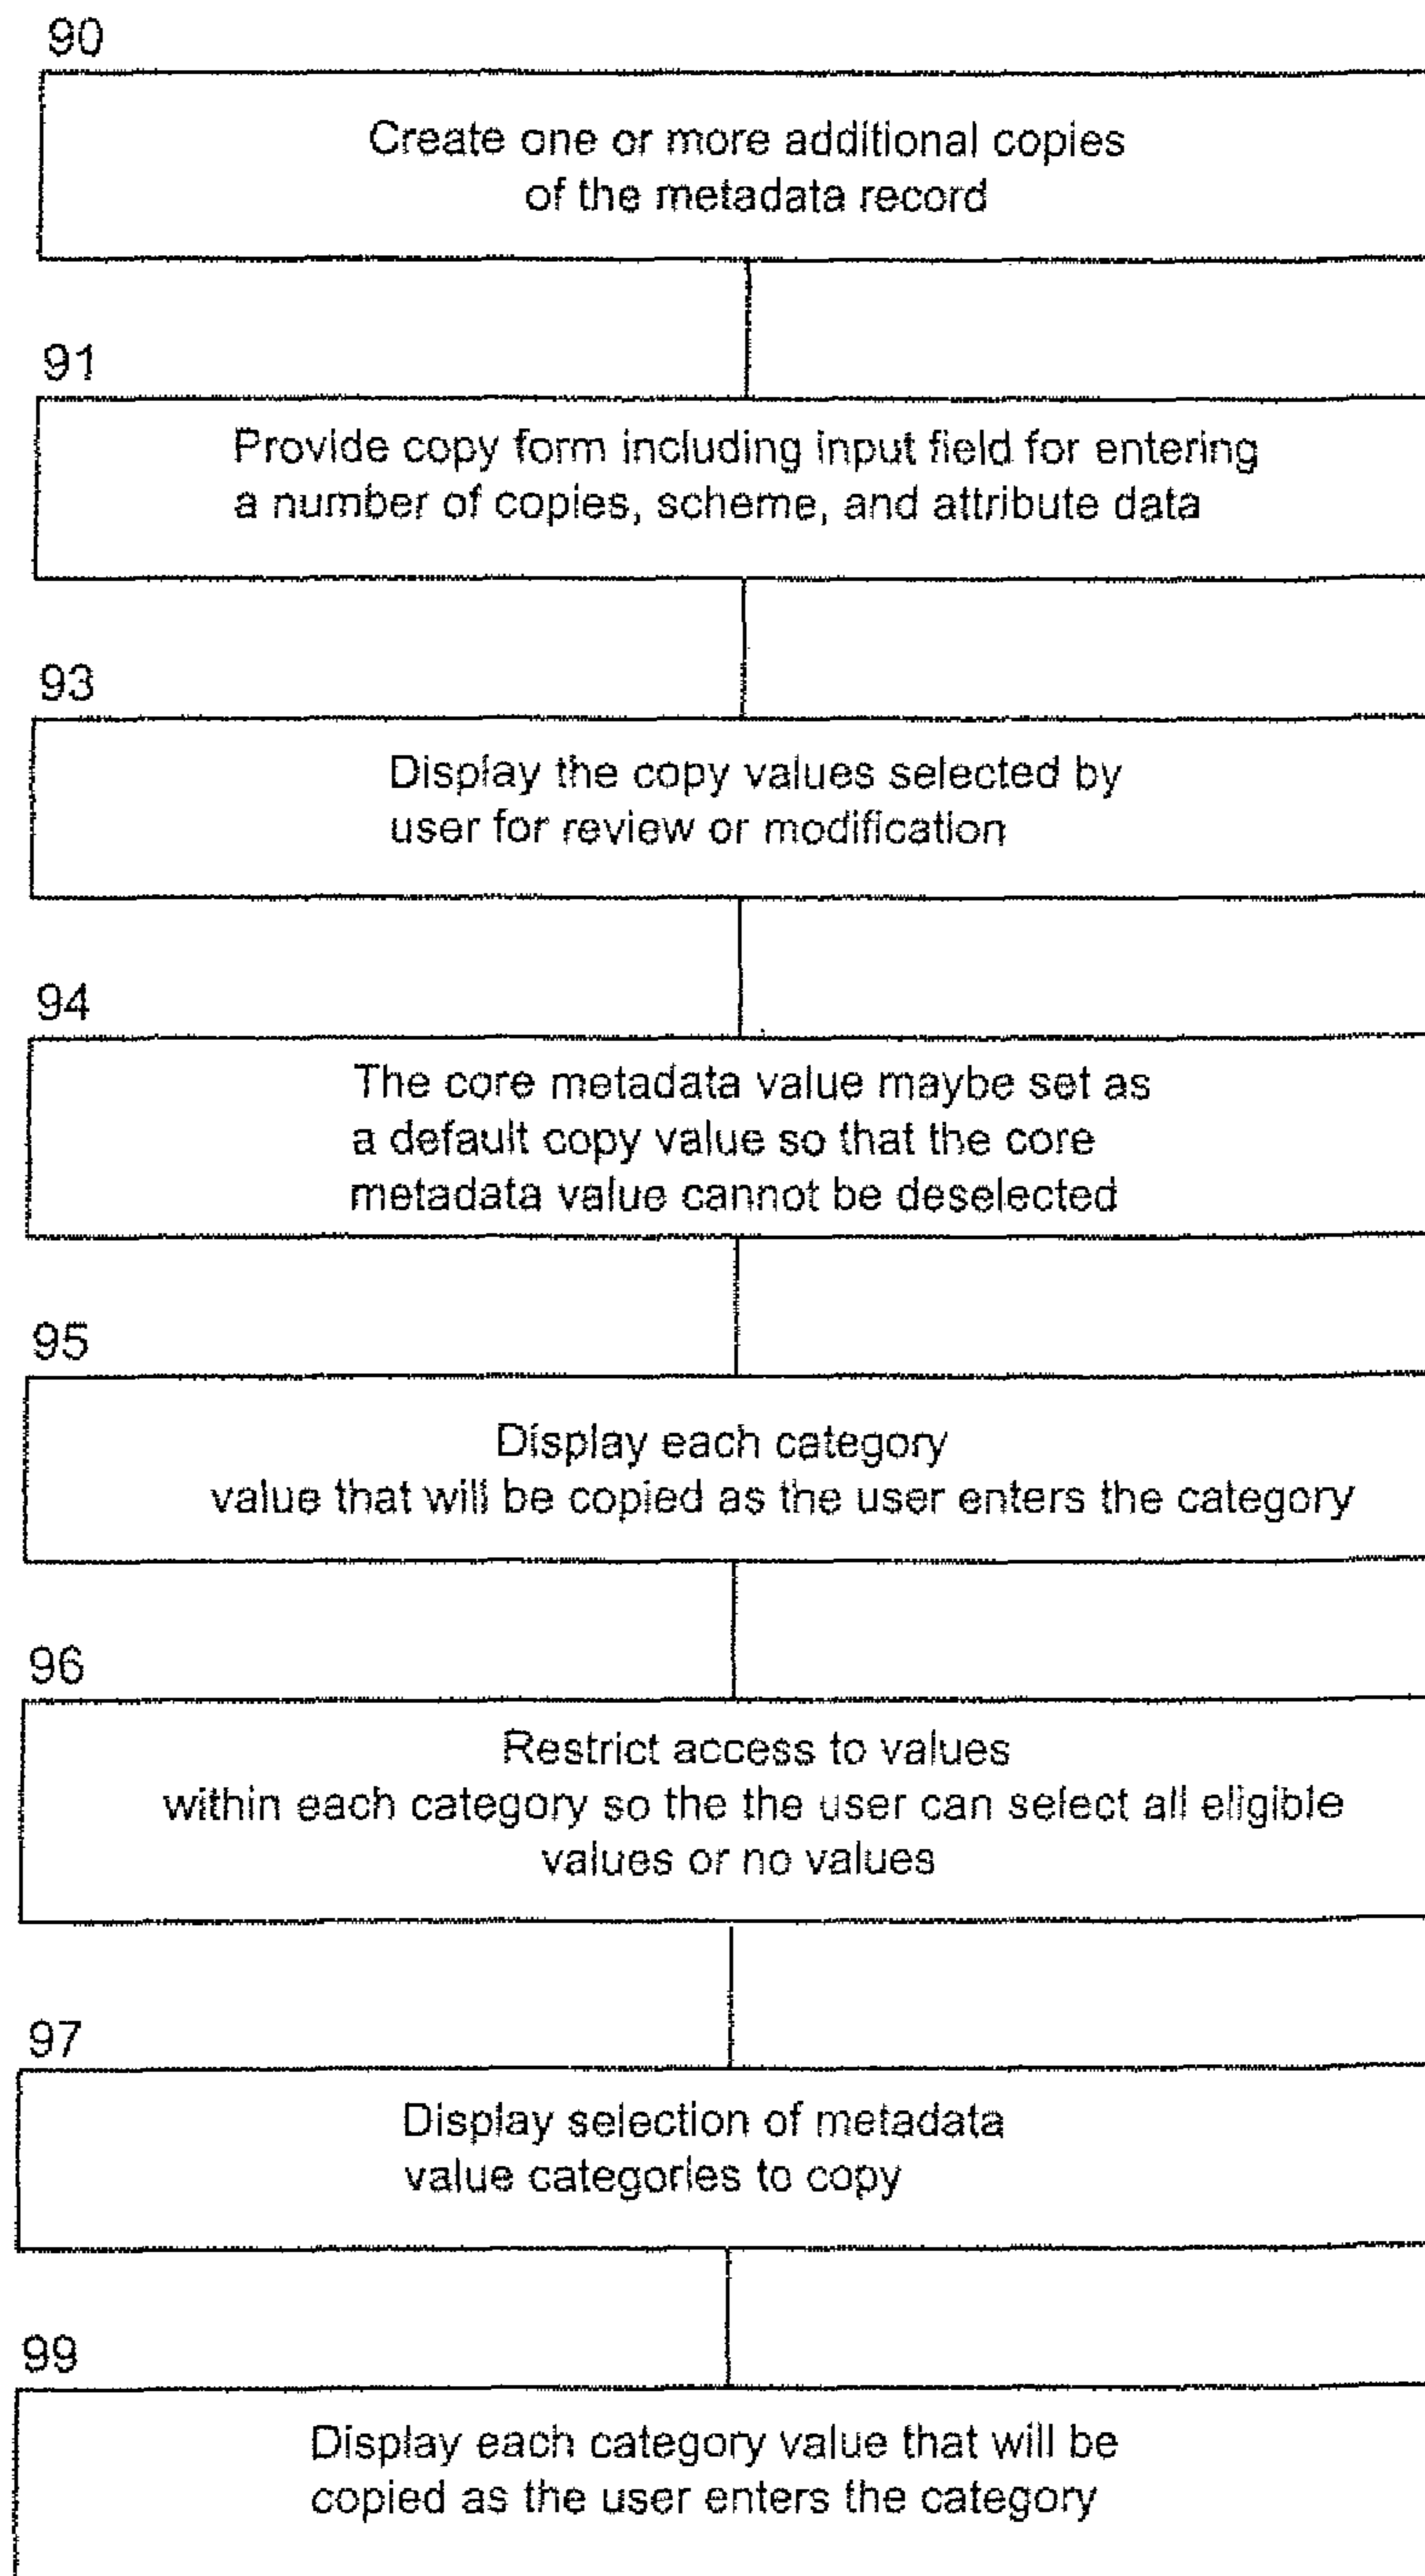 90
Create one or more additional copies
of the metadata record
91
Provide copy form including input field for entering
a number of copies, scheme, and attribute data
93
Display the copy values selected by
user for review or modification
94
The core metadata value maybe set as
a default copy value so that the core
metadata value cannot be deselected
95
Display each category
value that will be copied as the user enters the category
96
Restrict access to values
within each category so the the user can select all eligible
values or no values
97
Display selection of metadata
value categories to copy
99
Display each category value that will be
copied as the user enters the category